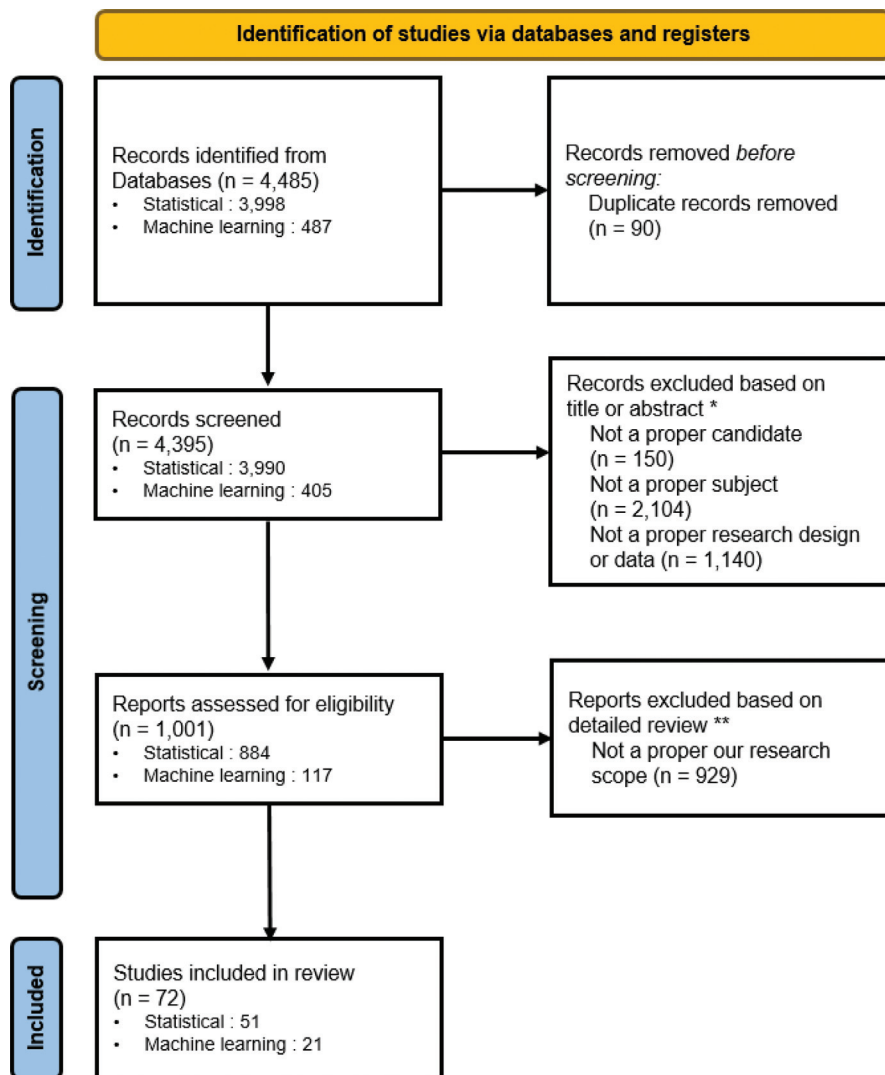 Identification of studies via databases and registers
Identification
Records identified from
Databases (n = 4,485)
• Statistical : 3,998
• Machine learning : 487
Records removed before
screening:
Duplicate records removed
(n = 90)
Screening
Records screened
(n = 4,395)
• Statistical : 3,990
• Machine learning : 405
Records excluded based on
title or abstract *
Not a proper candidate
(n = 150)
Not a proper subject
(n = 2,104)
Not a proper research design
or data (n = 1,140)
Reports assessed for eligibility
(n = 1,001)
• Statistical : 884
• Machine learning : 117
Reports excluded based on
detailed review **
Not a proper our research
scope (n = 929)
Included
Studies included in review
(n = 72)
• Statistical : 51
• Machine learning : 21